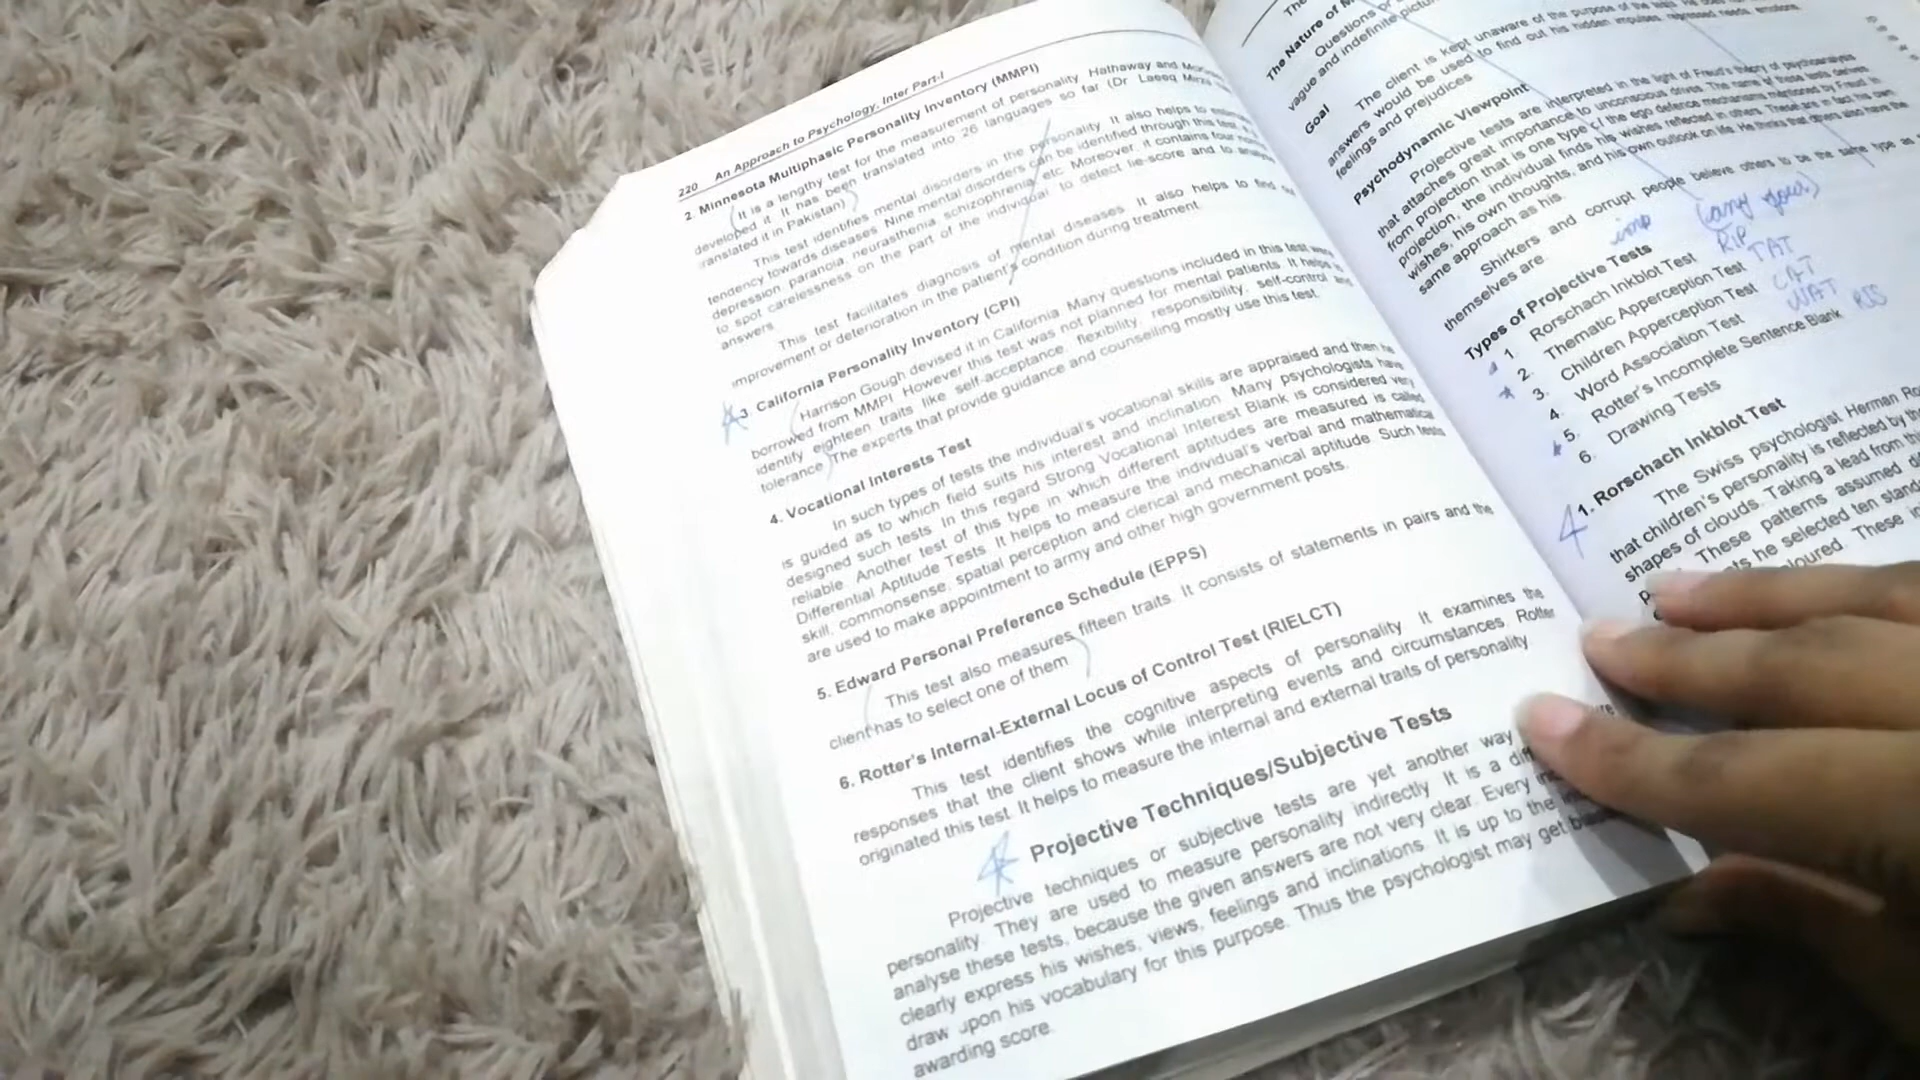 220 An Approach to Psychology, Inter Part-I
2. Minnesota Multiphasic Personality Inventory (MMPI)
(It is a lengthy test for the measurement of personality. Hathaway and
developed it. It has been translated into 26 languages so far (Dr. Laeeq Mirza
translated it in Pakistan)
This test identifies mental disorders in the personality. It also helps to
tendency towards diseases. Nine mental disorders can be identified through this test.
depression, paranoia, neurasthenia, schizophrenia, etc. Moreover, it contains four
to spot carelessness on the part of the individual, to detect lie-score and to
answers.
This test facilitates diagnosis of mental diseases. It also helps to find
improvement or deterioration in the patient's condition during treatment.
3. California Personality Inventory (CPI)
Harrison Gough devised it in California. Many questions included in this test were
borrowed from MMPI. However this test was not planned for mental patients. It helps
identify eighteen traits like self-acceptance, flexibility, responsibility, self-control and
tolerance. The experts that provide guidance and counseling mostly use this test.
4. Vocational Interests Test
In such types of tests the individual's vocational skills are appraised and then he
is guided as to which field suits his interest and inclination. Many psychologists have
designed such tests. In this regard Strong Vocational Interest Blank is considered very
reliable. Another test of this type in which different aptitudes are measured is called
Differential Aptitude Tests. It helps to measure the individual's verbal and mathematical
skill, commonsense, spatial perception and clerical and mechanical aptitude. Such tests
are used to make appointment to army and other high government posts.
5. Edward Personal Preference Schedule (EPPS)
This test also measures fifteen traits. It consists of statements in pairs and the
client has to select one of them
6. Rotter's Internal-External Locus of Control Test (RIELCT)
This test identifies the cognitive aspects of personality. It examines the
responses that the client shows while interpreting events and circumstances. Rotter
originated this test. It helps to measure the internal and external traits of personality.
Projective Techniques/Subjective Tests
Projective techniques or subjective tests are yet another way
personality. They are used to measure personality indirectly. It is a
analyse these tests, because the given answers are not very clear. Every
clearly express his wishes, views, feelings and inclinations. It is up to the
draw upon his vocabulary for this purpose. Thus the psychologist may get
awarding score.
The
The Nature of
Questions or
vague and indefinite
Goal
The client is kept unaware of the purpose of the
answers would be used to find out his hidden impulses, repressed needs, emotions,
feelings and prejudices
Psychodynamic Viewpoint
Projective tests are interpreted in the light of Freud's theory of psychoanalysis
that attaches great importance to unconscious drives. The name of these tests derives
from projection that is one type of the ego defence mechanisms mentioned by Freud. In
projection, the individual finds his wishes reflected in others. These are in fact his own
wishes, his own thoughts, and his own outlook on life. He thinks that others also have the
same approach as his.
Shirkers and corrupt people believe others to be the same type as
themselves are.
imp
Types of Projective Tests
1. Rorschach Inkblot Test
2. Thematic Apperception Test TAT
3. Children Apperception Test CAT
4. Word Association Test WAT
5. Rotter's Incomplete Sentence Blank
6. Drawing Tests
1. Rorschach Inkblot Test
The Swiss psychologist, Herman
that children's personality is reflected by the
shapes of clouds. Taking a lead from
These patterns assumed
he selected ten
These